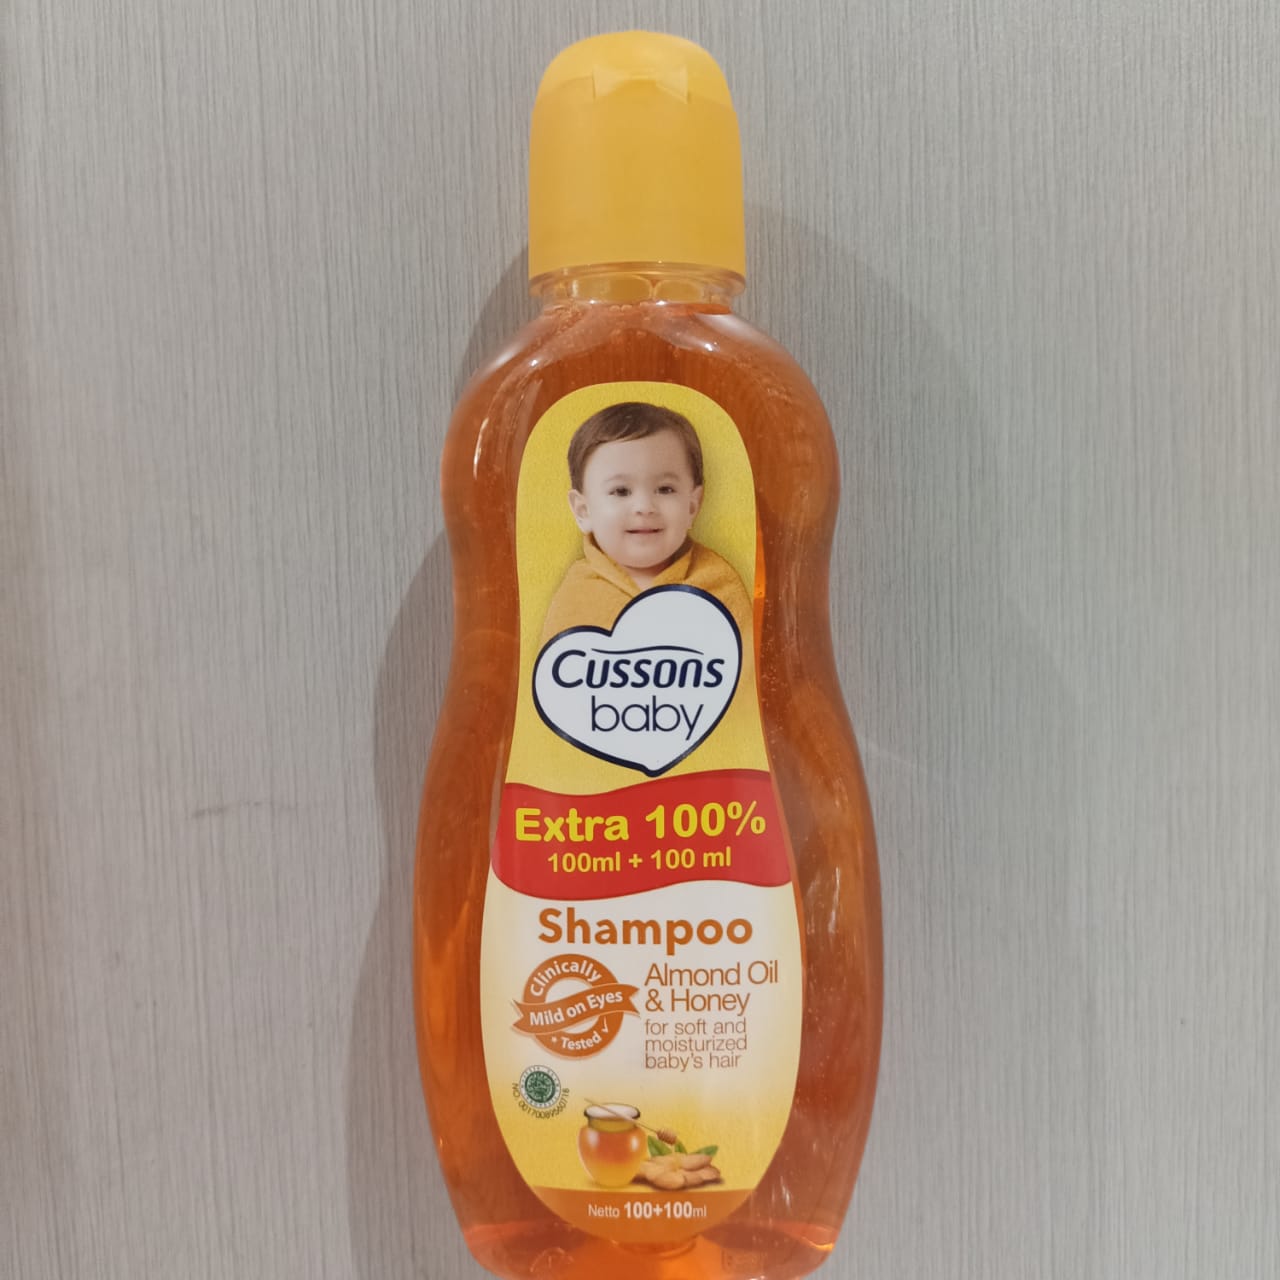 Cussons
baby
Extra 100%
100ml + 100 ml
Shampoo
Clinically
Mild on Eyes
* Tested ✓
Almond Oil
& Honey
for soft and
moisturized
baby's hair
Netto 100+100ml